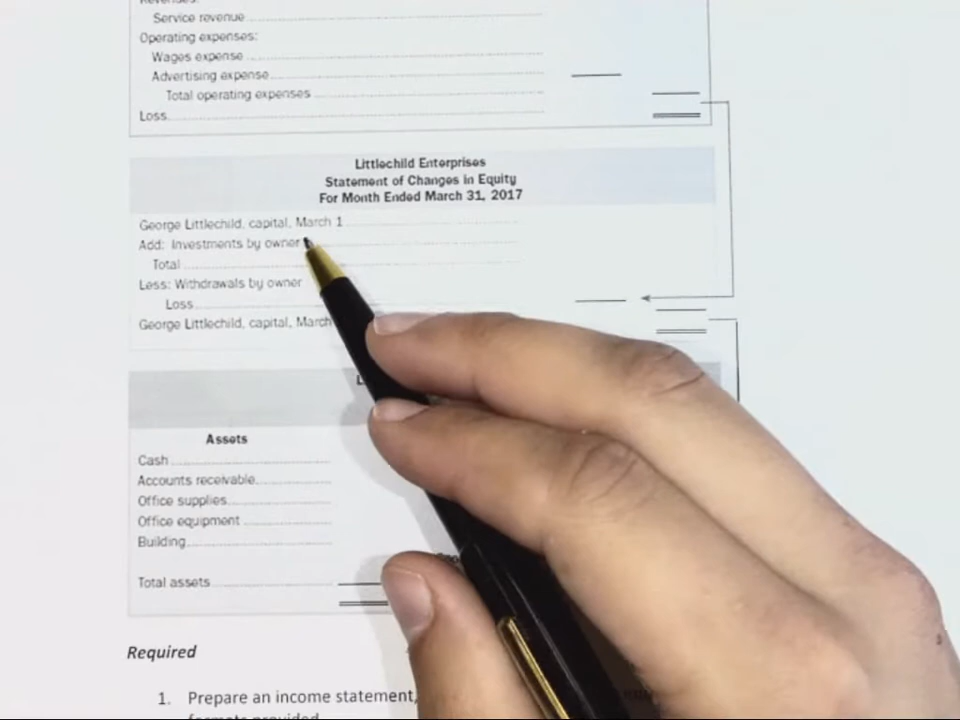 Revenues:
Service revenue
Operating expenses:
Wages expense
Advertising expense
Total operating expenses
Loss
Littlechild Enterprises
Statement of Changes in Equity
For Month Ended March 31, 2017
George Littlechild, capital, March 1
Add: Investments by owner
Total
Less: Withdrawals by owner
Loss
George Littlechild, capital, March
Assets
Cash
Accounts receivable
Office supplies
Office equipment
Building
Total assets
Required
1. Prepare an income statement,
formats provided